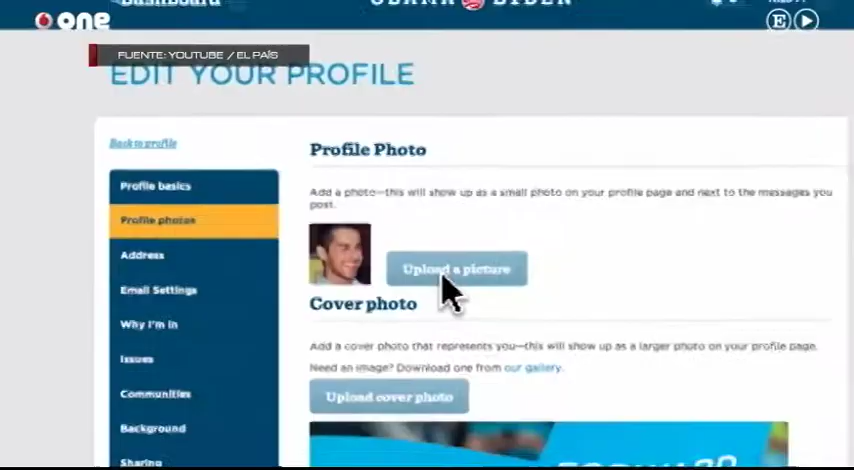 Dashboard
OBAMA BIDEN
one
E
FUENTE: YOUTUBE / EL PAÍS
EDIT YOUR PROFILE
Back to profile
Profile basics
Profile photos
Address
Email Settings
Why I'm in
Issues
Communities
Background
Sharing
Profile Photo
Add a photo—this will show up as a small photo on your profile page and next to the messages you
post.
Upload a picture
Cover photo
Add a cover photo that represents you—this will show up as a larger photo on your profile page.
Need an image? Download one from our gallery.
Upload cover photo